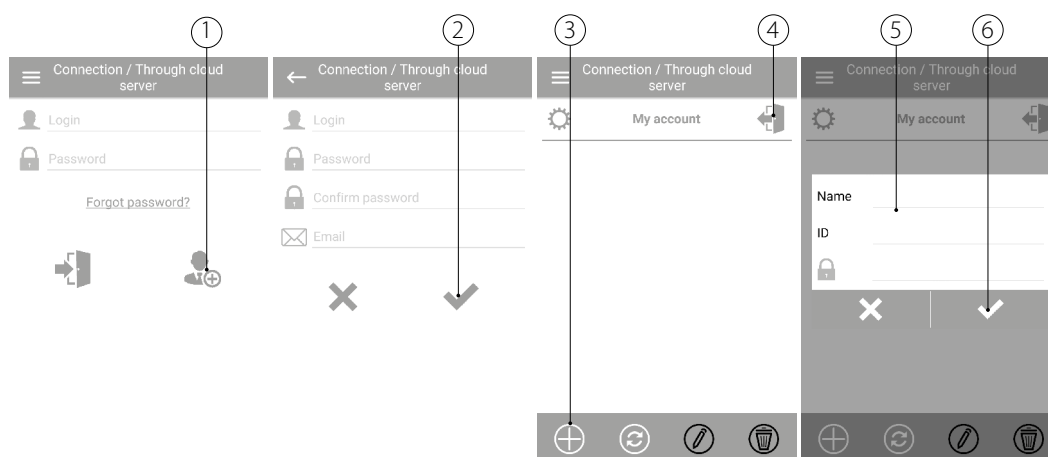 1
2
3
4
5
6
Connection / Through cloud
server
Login
Password
Forgot password?
Connection / Through cloud
server
Login
Password
Confirm password
Email
Connection / Through cloud
server
My account
Connection / Through cloud
server
My account
Name
ID